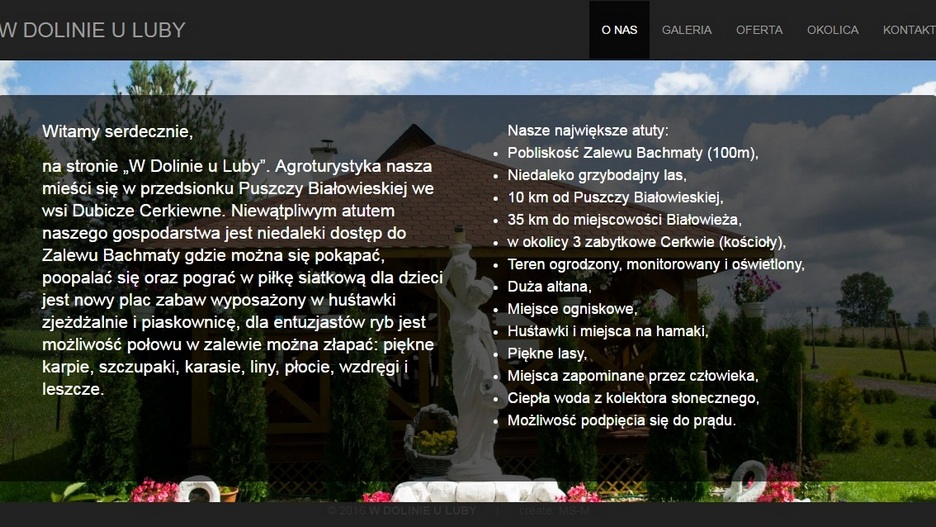 W DOLINIE U LUBY
O NAS GALERIA OFERTA OKOLICA KONTAKT
Witamy serdecznie,
na stronie „W Dolinie u Luby”. Agroturystyka nasza
mieści się w przedsionku Puszczy Białowieskiej we
wsi Dubicze Cerkiewne. Niewątpliwym atutem
naszego gospodarstwa jest niedaleki dostęp do
Zalewu Bachmaty gdzie można się pokąpać,
poopalać się oraz pograć w piłkę siatkową dla dzieci
jest nowy plac zabaw wyposażony w huśtawki
zjeżdżalnie i piaskownicę, dla entuzjastów ryb jest
możliwość połowu w zalewie można złapać: piękne
karpie, szczupaki, karasie, liny, płocie, wzdręgi i
leszcze.
Nasze największe atuty:
• Pobliskość Zalewu Bachmaty (100m),
• Niedaleko grzybodajny las,
• 10 km od Puszczy Białowieskiej,
• 35 km do miejscowości Białowieża,
• w okolicy 3 zabytkowe Cerkwie (kościoły),
• Teren ogrodzony, monitorowany i oświetlony,
• Duża altana,
• Miejsce ogniskowe,
• Huśtawki i miejsca na hamaki,
• Piękne lasy,
• Miejsca zapominane przez człowieka,
• Ciepła woda z kolektora słonecznego,
• Możliwość podpięcia się do prądu.
© 2016 W DOLINIE U LUBY | create: MS-M